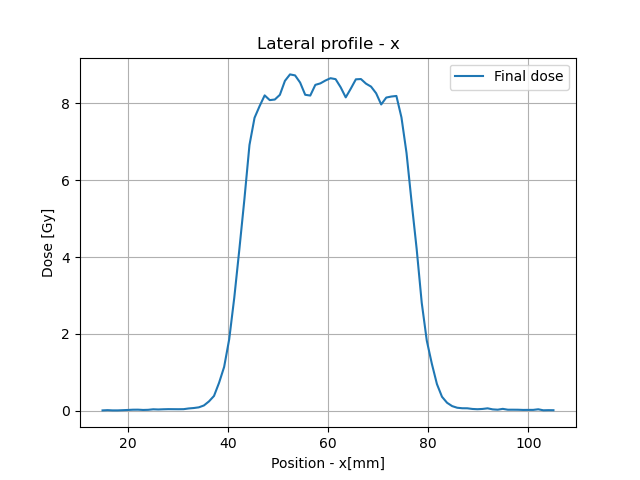 Lateral profile - x
Final dose
Dose [Gy]
8
6
4
2
0
20 40 60 80 100
Position - x[mm]